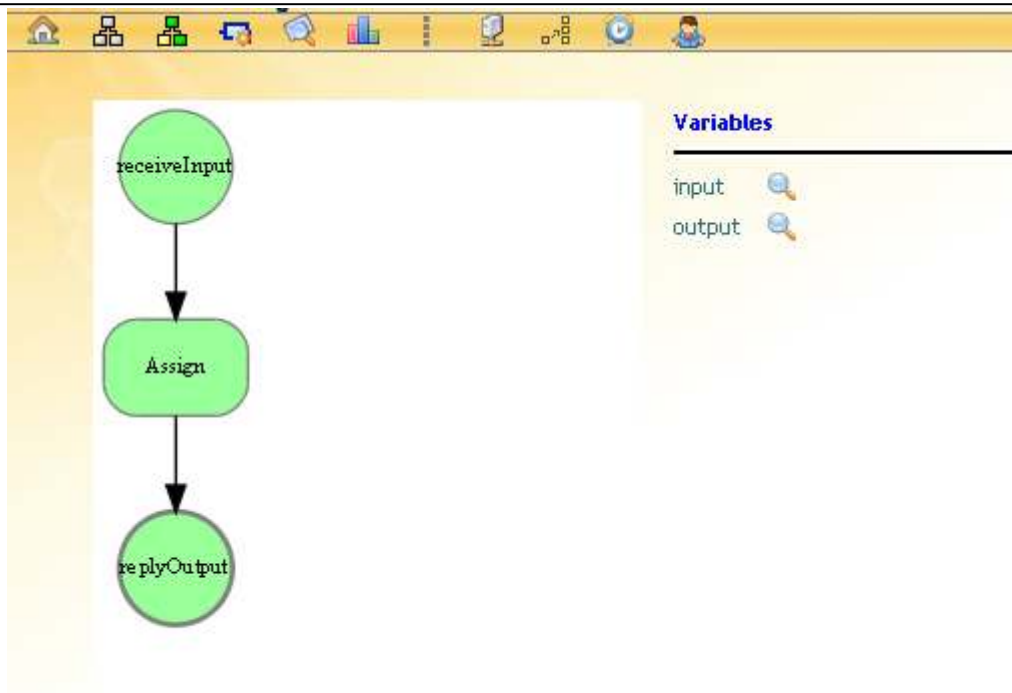 receiveInput
Assign
replyOutput
Variables
input
output